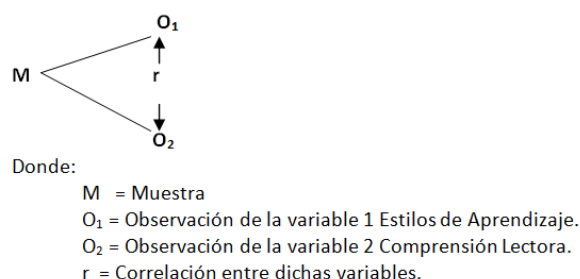 O₁
M
r
O₂
Donde:
M = Muestra
O₁ = Observación de la variable 1 Estilos de Aprendizaje.
O₂ = Observación de la variable 2 Comprensión Lectora.
r = Correlación entre dichas variables.